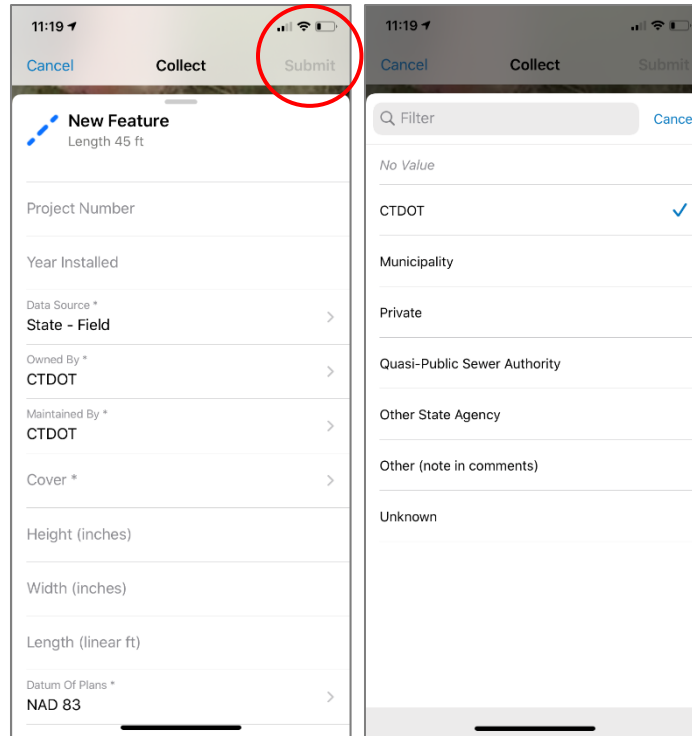 11:19
Cancel
Collect
Submit
New Feature
Length 45 ft
Project Number
Year Installed
Data Source *
State - Field
Owned By *
CTDOT
Maintained By *
CTDOT
Cover *
Height (inches)
Width (inches)
Length (linear ft)
Datum Of Plans *
NAD 83
11:19
Cancel
Collect
Submit
Filter
Cance
No Value
CTDOT
Municipality
Private
Quasi-Public Sewer Authority
Other State Agency
Other (note in comments)
Unknown